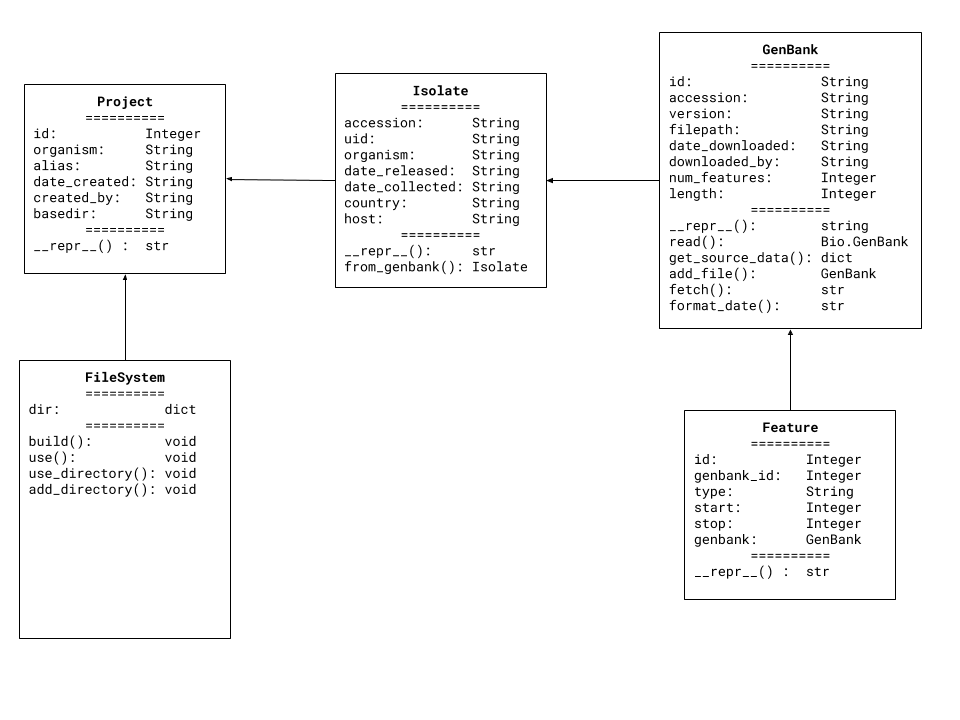 Project
==========
id: Integer
organism: String
alias: String
date_created: String
created_by: String
basedir: String
==========
__repr__() : str
Isolate
==========
accession: String
uid: String
organism: String
date_released: String
date_collected: String
country: String
host: String
==========
__repr__(): str
from_genbank(): Isolate
GenBank
==========
id: String
accession: String
version: String
filepath: String
date_downloaded: String
downloaded_by: String
num_features: Integer
length: Integer
==========
__repr__(): string
read(): Bio.GenBank
get_source_data(): dict
add_file(): GenBank
fetch(): str
format_date(): str
FileSystem
==========
dir: dict
==========
build(): void
use(): void
use_directory(): void
add_directory(): void
Feature
==========
id: Integer
genbank_id: Integer
type: String
start: Integer
stop: Integer
genbank: GenBank
==========
__repr__() : str